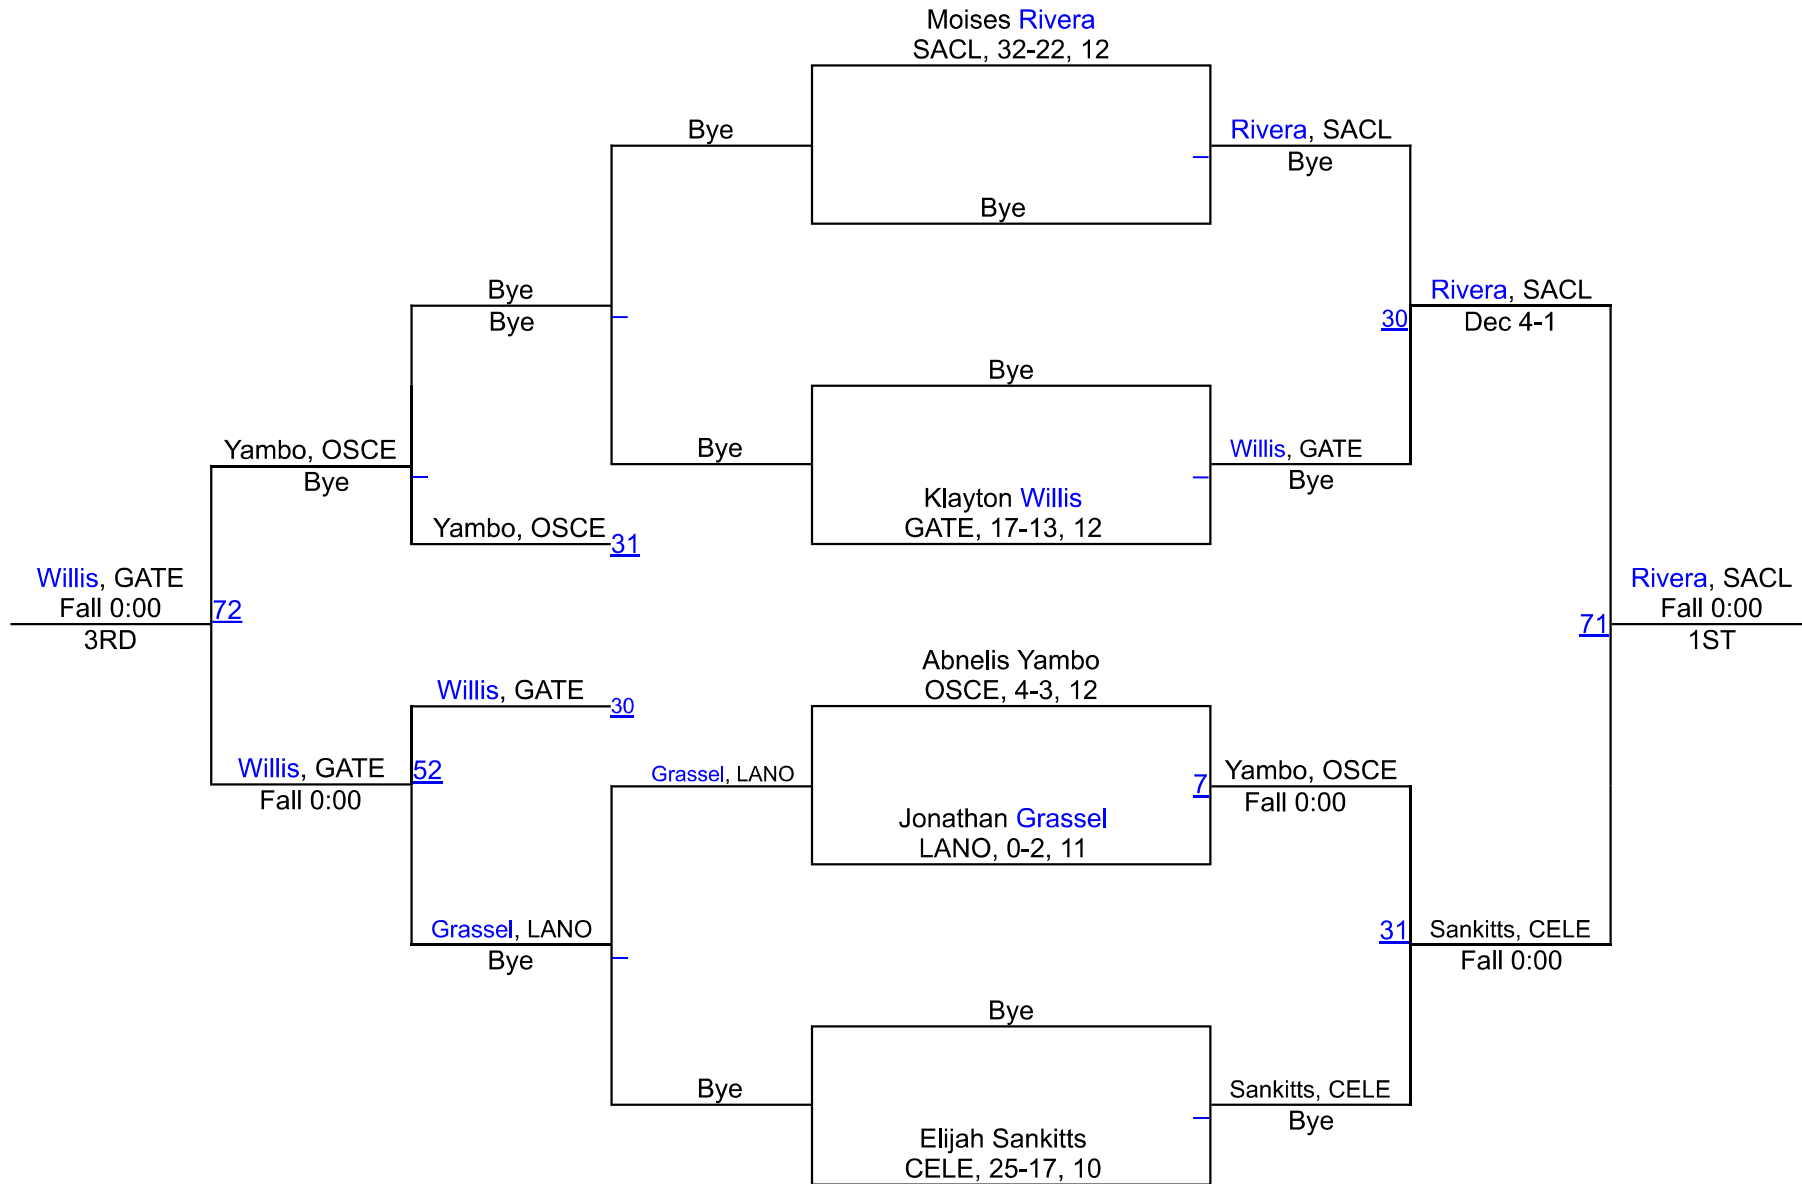 Moises Rivera
SACL, 32-22, 12
Bye
Rivera, SACL
Bye
Bye
Bye
Bye
Rivera, SACL
Dec 4-1
30
Bye
Bye
Willis, GATE
Bye
Klayton Willis
GATE, 17-13, 12
Yambo, OSCE
Bye
Yambo, OSCE
31
Willis, GATE
Fall 0:00
3RD
72
Rivera, SACL
Fall 0:00
1ST
71
Abnelis Yambo
OSCE, 4-3, 12
Willis, GATE
30
Willis, GATE
Fall 0:00
52
Grassel, LANO
7
Yambo, OSCE
Fall 0:00
Jonathan Grassel
LANO, 0-2, 11
Grassel, LANO
Bye
31
Sankitts, CELE
Fall 0:00
Bye
Bye
Sankitts, CELE
Bye
Elijah Sankitts
CELE, 25-17, 10